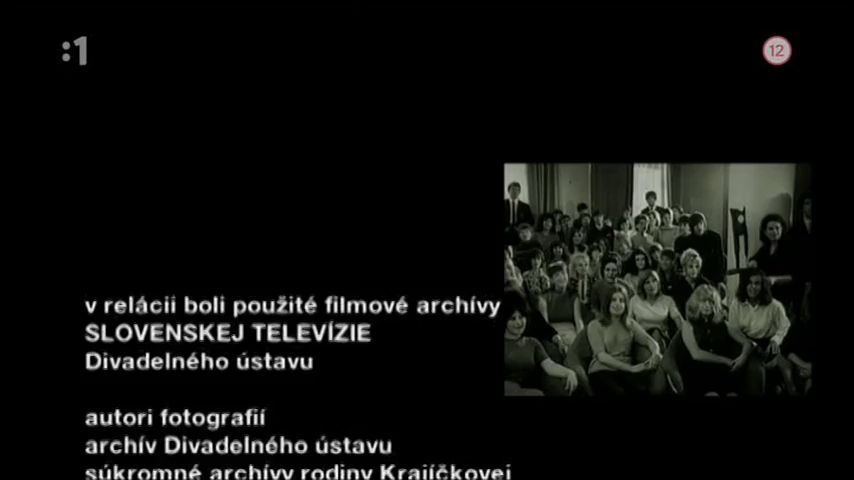 :1
12
v relácii boli použité filmové archívy
SLOVENSKEJ TELEVÍZIE
Divadelného ústavu
autori fotografií
archív Divadelného ústavu
súkromné archívy rodiny Krajíčkovej